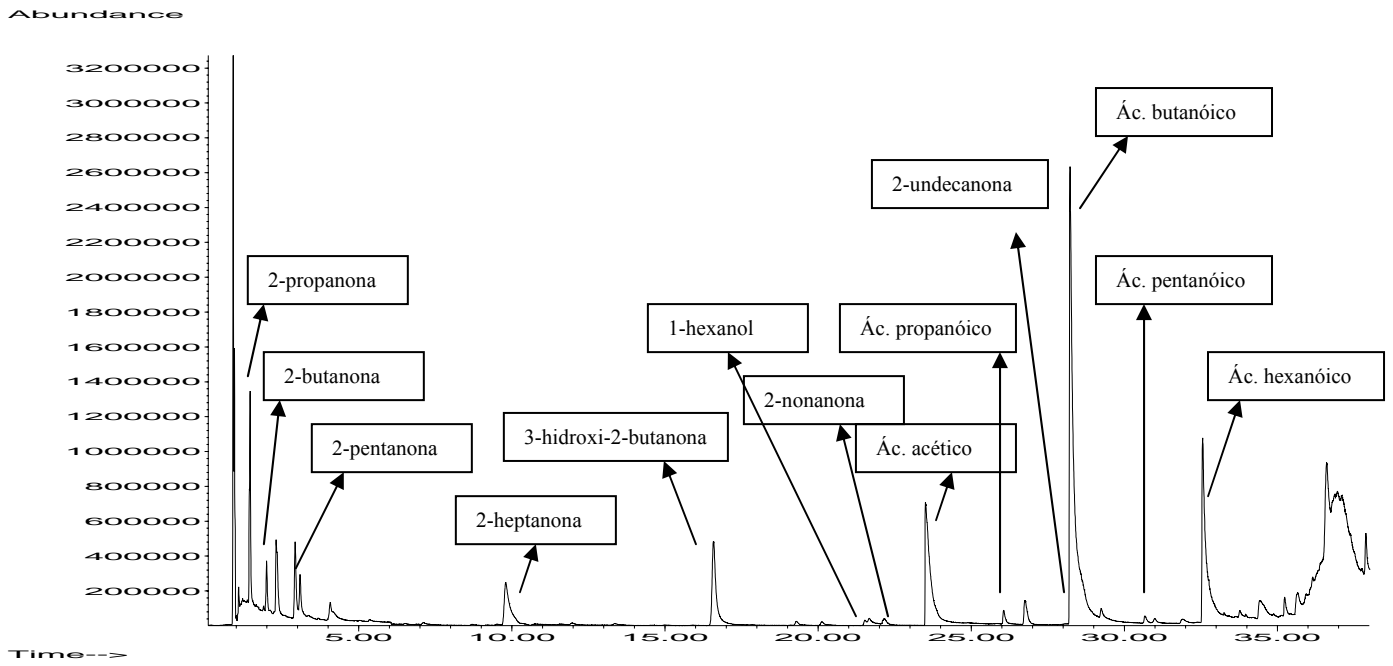 Abundance
3200000
3000000
2800000
2600000
2400000
2200000
2000000
1800000
1600000
1400000
1200000
1000000
800000
600000
400000
200000
Ác. butanóico
2-undecanona
2-propanona
Ác. pentanóico
1-hexanol
Ác. propanóico
2-butanona
Ác. hexanóico
2-nonanona
2-pentanona
3-hidroxi-2-butanona
Ác. acético
2-heptanona
5.00 10.00 15.00 20.00 25.00 30.00 35.00
Time-->